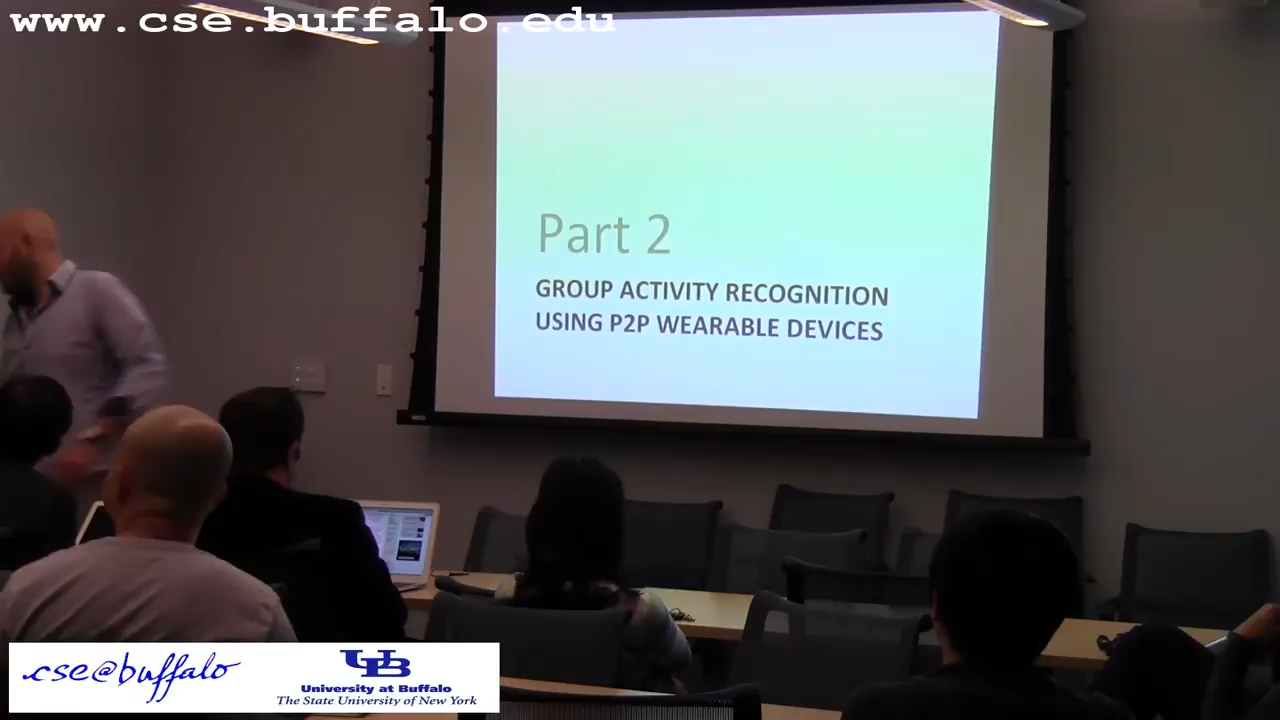 www.cse.buffalo.edu
Part 2
GROUP ACTIVITY RECOGNITION
USING P2P WEARABLE DEVICES
cse@buffalo
UB
University at Buffalo
The State University of New York